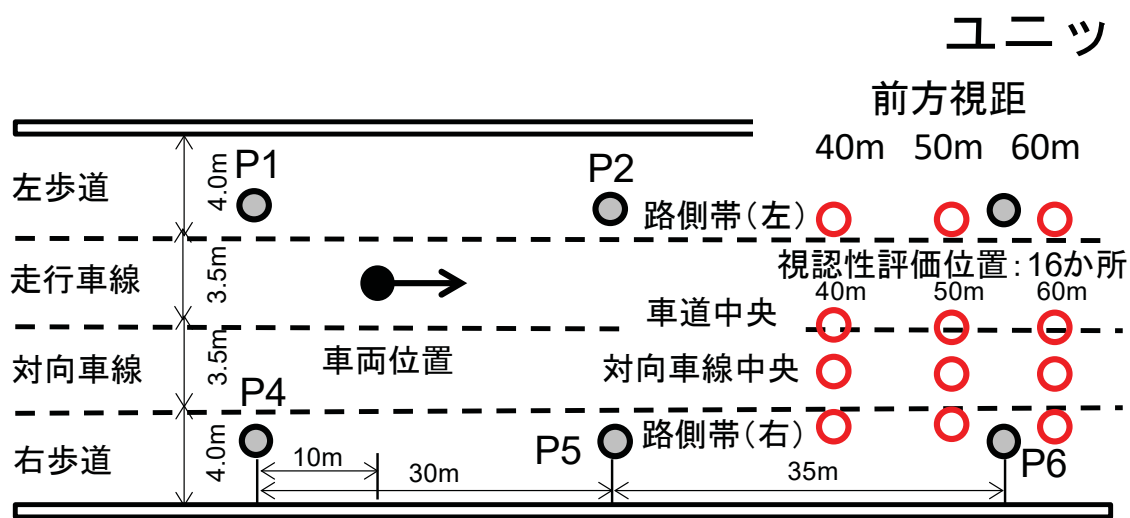 ユニッ
前方視距
40m 50m 60m
P1
P2
4.0m
左歩道
路側帯(左)
視認性評価位置:16か所
走行車線
3.5m
40m 50m 60m
車道中央
対向車線
3.5m
車両位置
対向車線中央
P4
路側帯(右)
右歩道
4.0m
10m
P5
P6
30m
35m